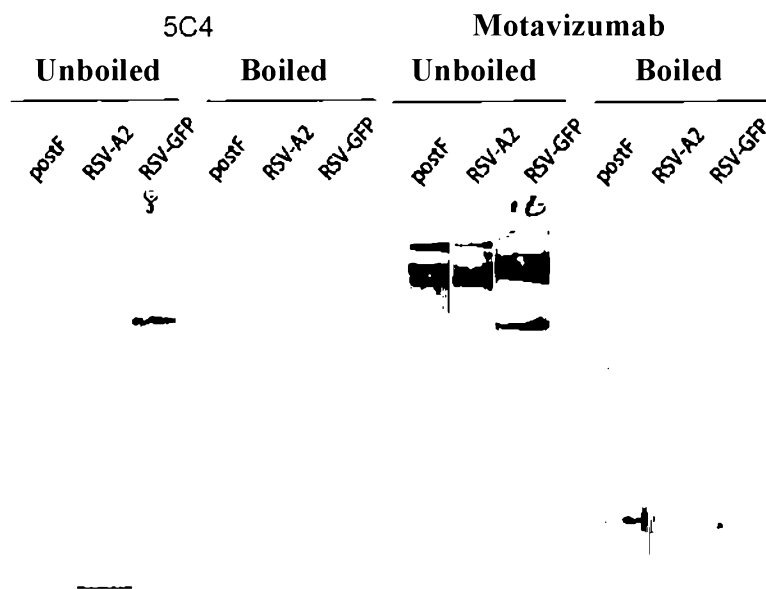 5C4 Motavizumab
Unboiled Boiled Unboiled Boiled
postF RSV-A2 RSV-GFP postF RSV-A2 RSV-GFP postF RSV-A2 RSV-GFP postF RSV-A2 RSV-GFP